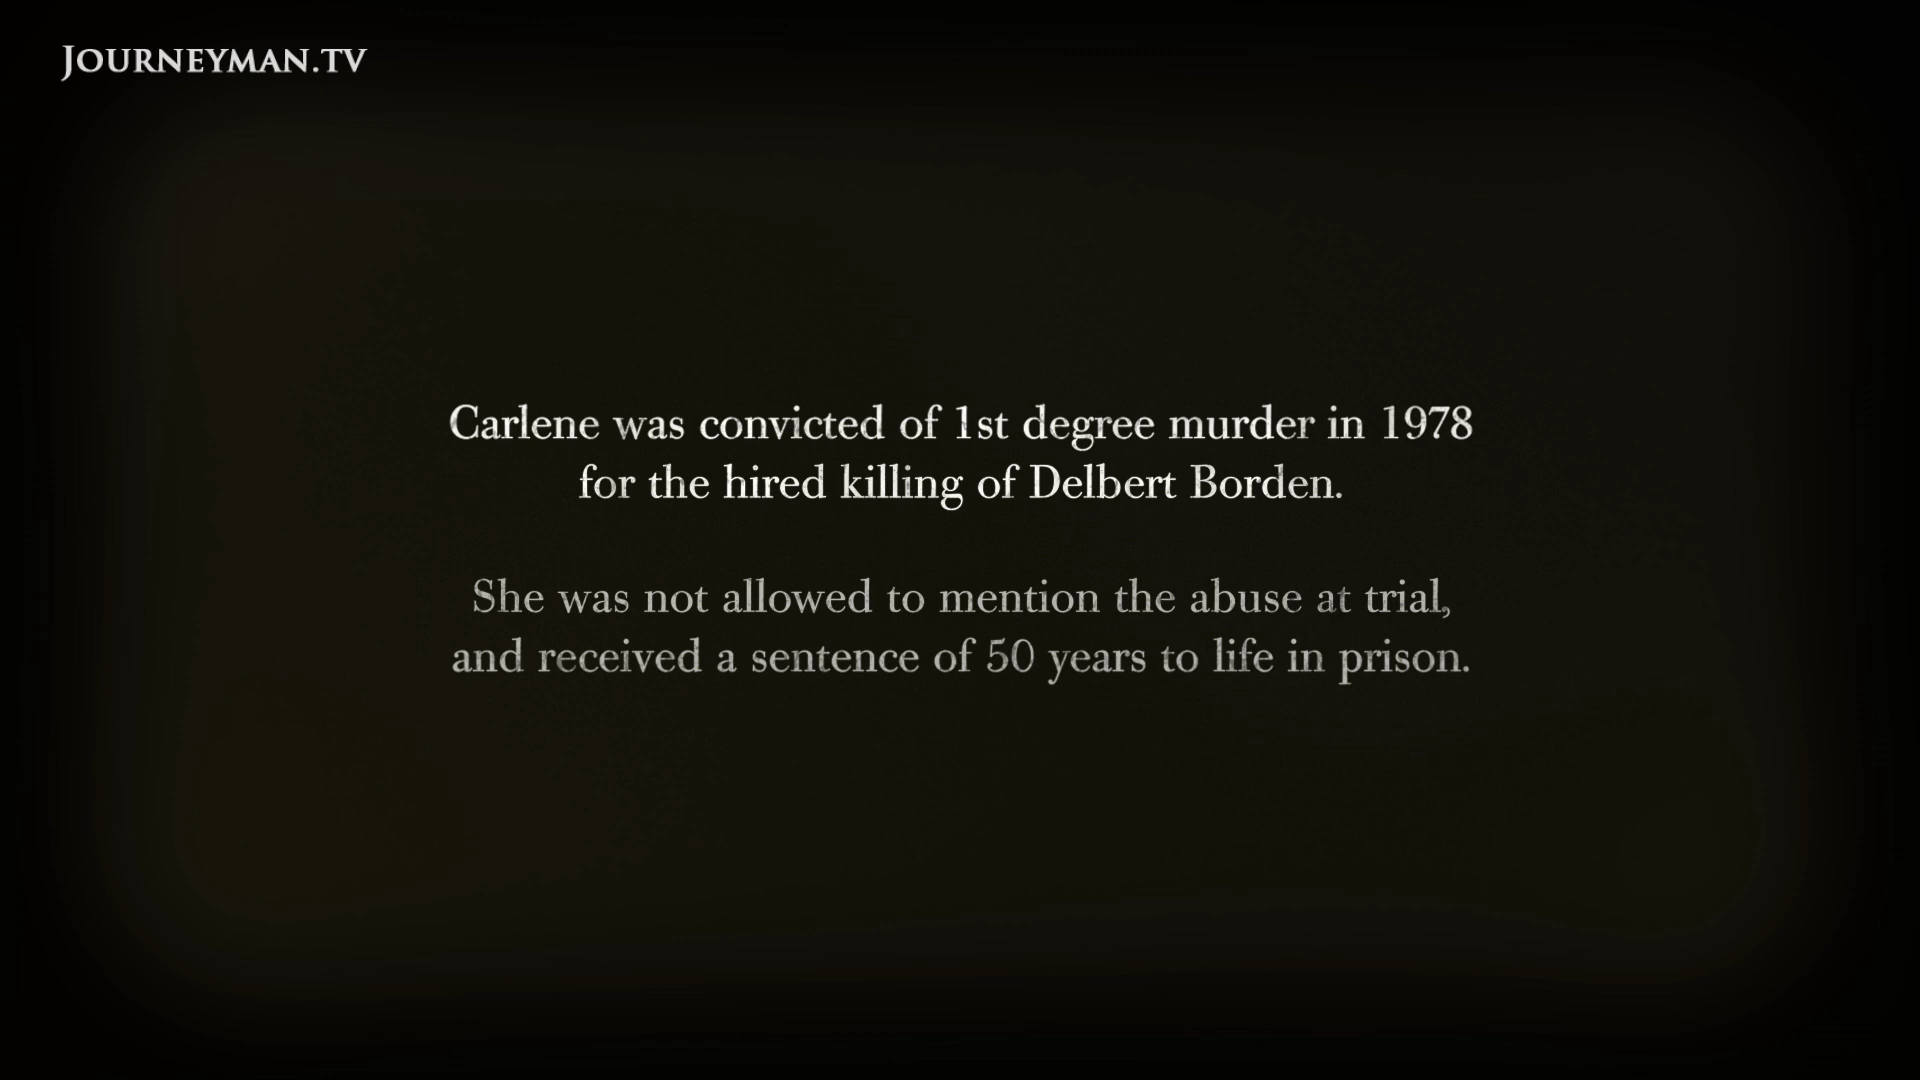 JOURNEYMAN.TV
Carlene was convicted of 1st degree murder in 1978
for the hired killing of Delbert Borden.
She was not allowed to mention the abuse at trial,
and received a sentence of 50 years to life in prison.